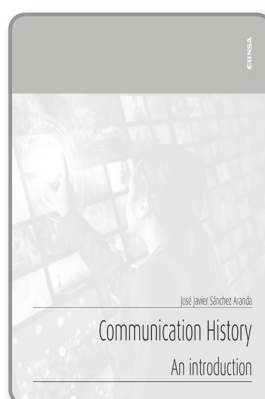 EUNSA
José Javier Sánchez Aranda
Communication History
An introduction